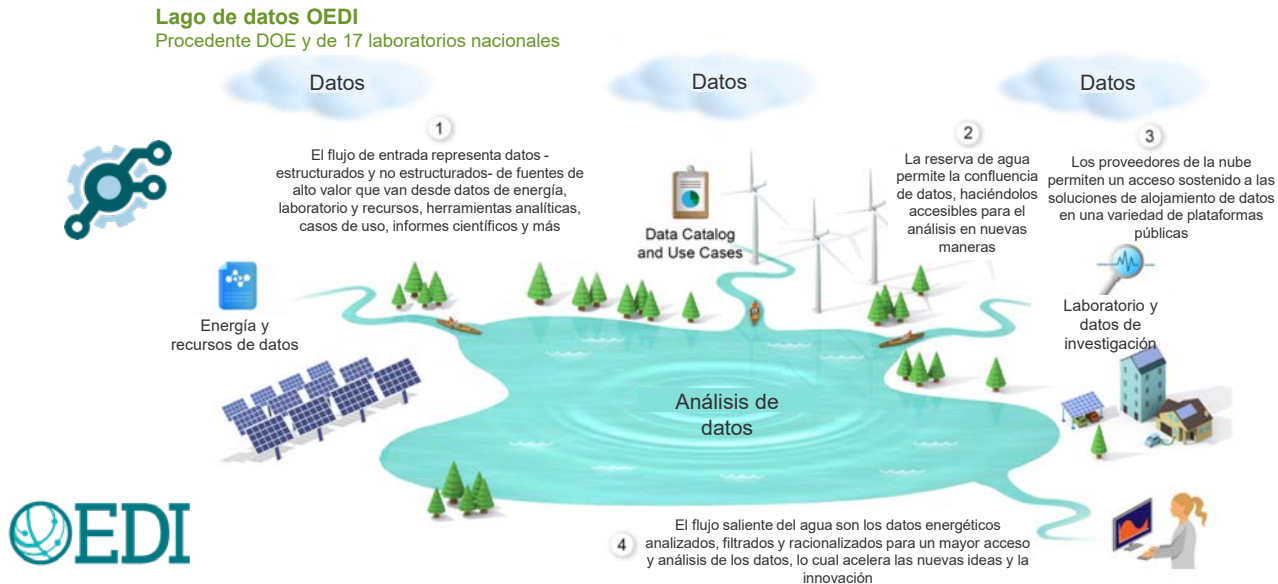 Lago de datos OEDI
Procedente DOE y de 17 laboratorios nacionales
Datos
Datos
Datos
1
El flujo de entrada representa datos -
estructurados y no estructurados- de fuentes de
alto valor que van desde datos de energía,
laboratorio y recursos, herramientas analíticas,
casos de uso, informes científicos y más
2
La reserva de agua
permite la confluencia
de datos, haciéndolos
accesibles para el
análisis en nuevas
maneras
3
Los proveedores de la nube
permiten un acceso sostenido a las
soluciones de alojamiento de datos
en una variedad de plataformas
públicas
Data Catalog
and Use Cases
Energía y
recursos de datos
Laboratorio y
datos de
investigación
Análisis de
datos
4
El flujo saliente del agua son los datos energéticos
analizados, filtrados y racionalizados para un mayor acceso
y análisis de los datos, lo cual acelera las nuevas ideas y la
innovación
OEDI